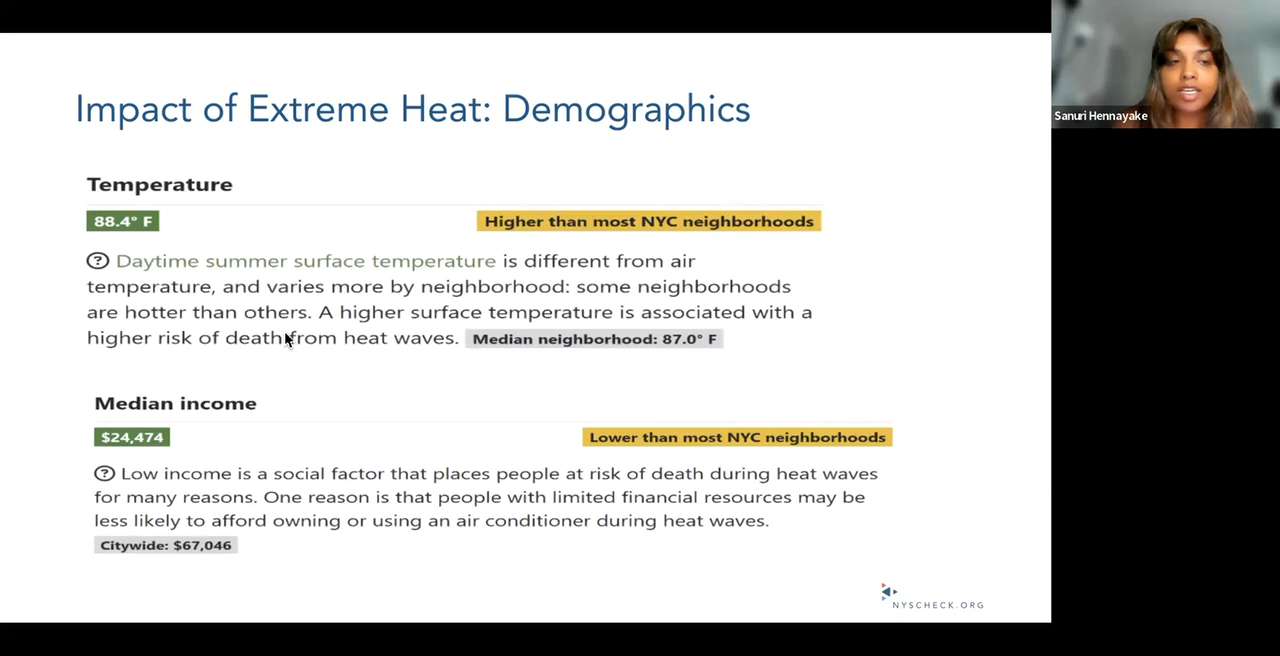 Impact of Extreme Heat: Demographics
Sanuri Hennayake
Temperature
88.4° F
Higher than most NYC neighborhoods
? Daytime summer surface temperature is different from air
temperature, and varies more by neighborhood: some neighborhoods
are hotter than others. A higher surface temperature is associated with a
higher risk of death from heat waves. Median neighborhood: 87.0° F
Median income
$24,474
Lower than most NYC neighborhoods
? Low income is a social factor that places people at risk of death during heat waves
for many reasons. One reason is that people with limited financial resources may be
less likely to afford owning or using an air conditioner during heat waves.
Citywide: $67,046
NYSCHECK.ORG